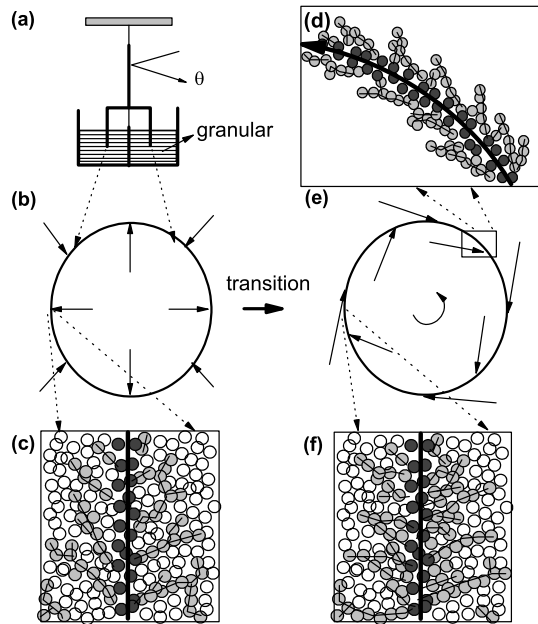 (a)
θ
granular
(d)
(b)
transition
(e)
(c)
(f)